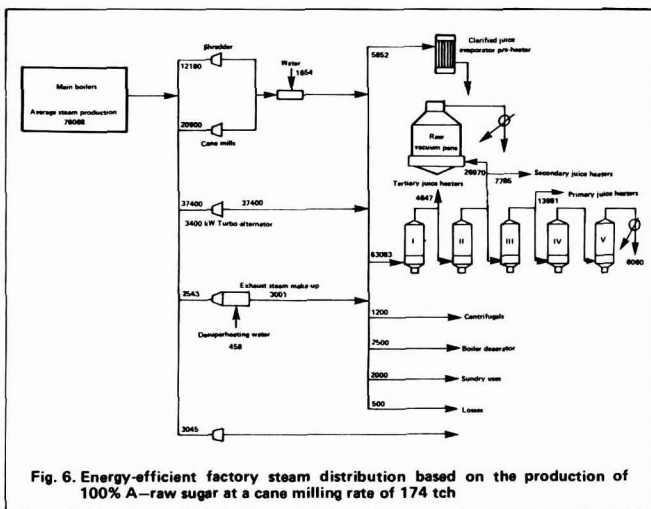 Shredder
12180
Water
1654
5852
Clarified juice
evaporator pre-heater
Main boilers
Average steam production
20900
Cane mills
Raw
vacuum pans
Secondary juice heaters
7785
Tertiary juice heaters
4847
Primary juice heaters
13981
37400
37400
3400 kW Turbo alternator
I
II
III
IV
V
63063
6060
Exhaust steam make-up
2543
3001
Desuperheating water
458
1200
Centrifugals
2500
Boiler deaerator
2000
Sundry uses
500
Losses
3045
Fig. 6. Energy-efficient factory steam distribution based on the production of
100% A—raw sugar at a cane milling rate of 174 tch